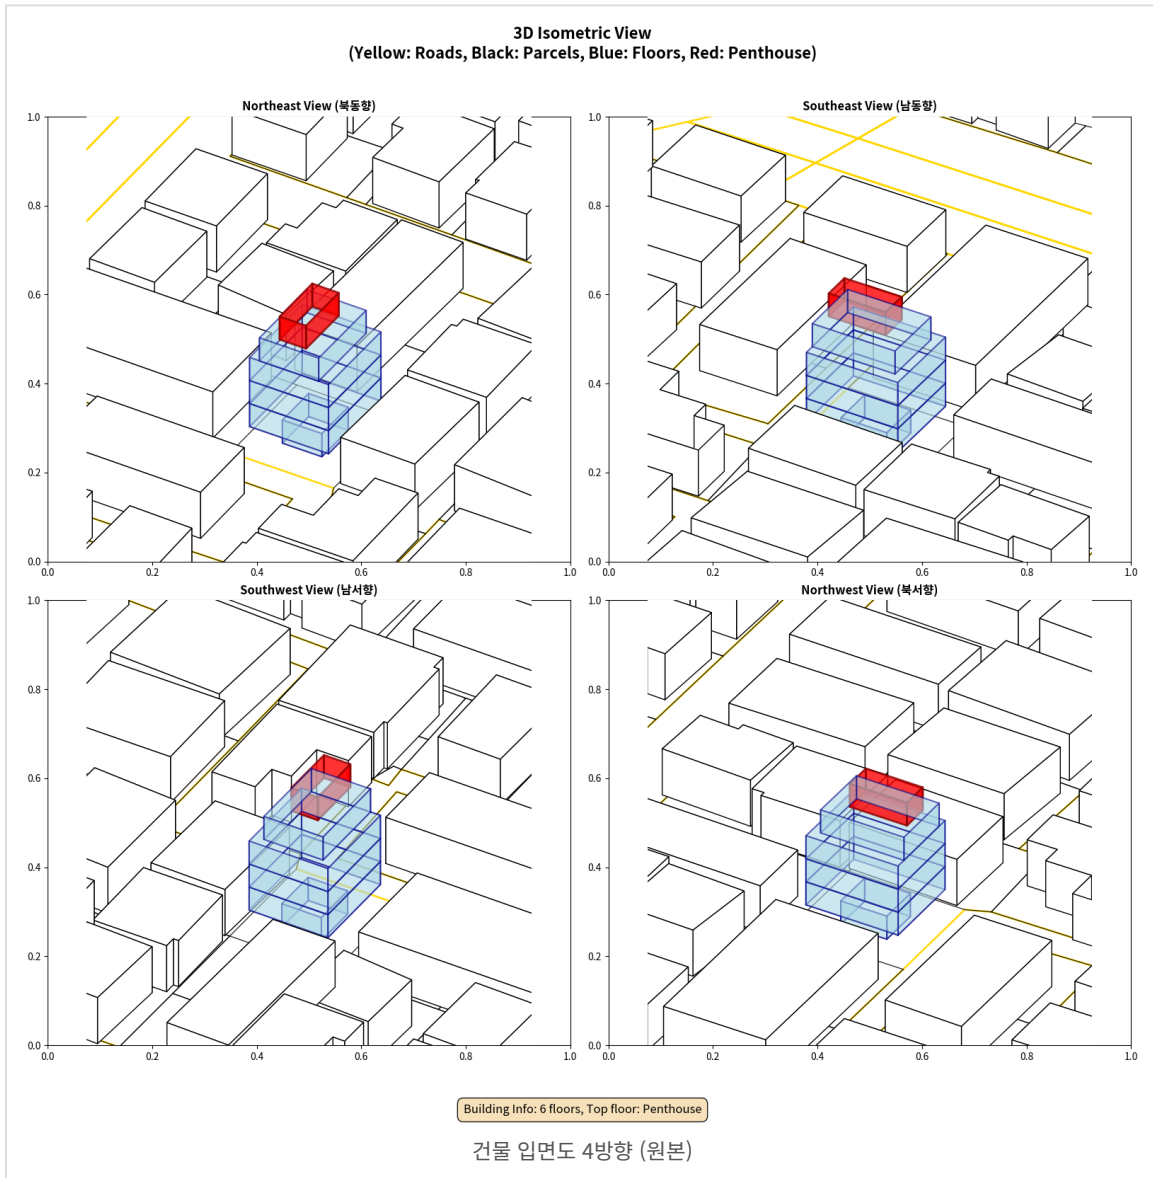 3D Isometric View
(Yellow: Roads, Black: Parcels, Blue: Floors, Red: Penthouse)
Northeast View (북동향)
1.0
0.8
0.6
0.4
0.2
0.0
0.0 0.2 0.4 0.6 0.8 1.0
Southeast View (남동향)
1.0
0.8
0.6
0.4
0.2
0.0
0.0 0.2 0.4 0.6 0.8 1.0
Southwest View (남서향)
1.0
0.8
0.6
0.4
0.2
0.0
0.0 0.2 0.4 0.6 0.8 1.0
Northwest View (북서향)
1.0
0.8
0.6
0.4
0.2
0.0
0.0 0.2 0.4 0.6 0.8 1.0
Building Info: 6 floors, Top floor: Penthouse
건물 입면도 4방향 (원본)